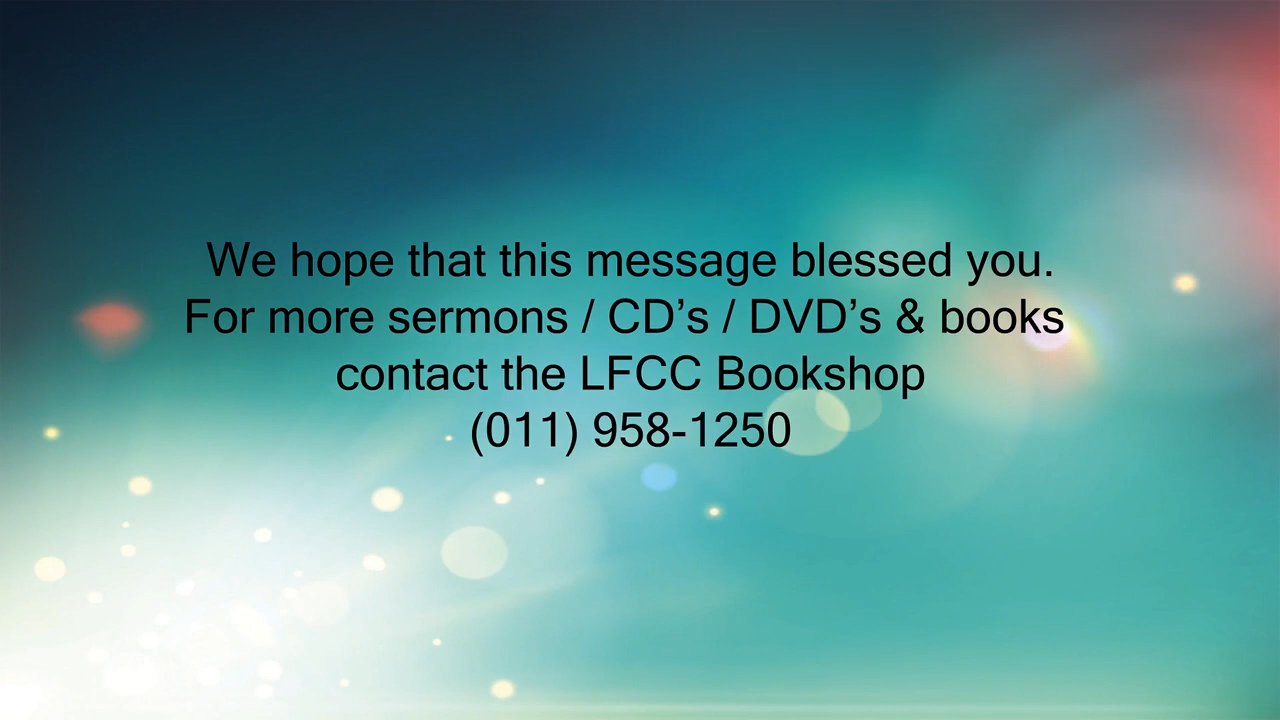 We hope that this message blessed you.
For more sermons / CD’s / DVD’s & books
contact the LFCC Bookshop
(011) 958-1250